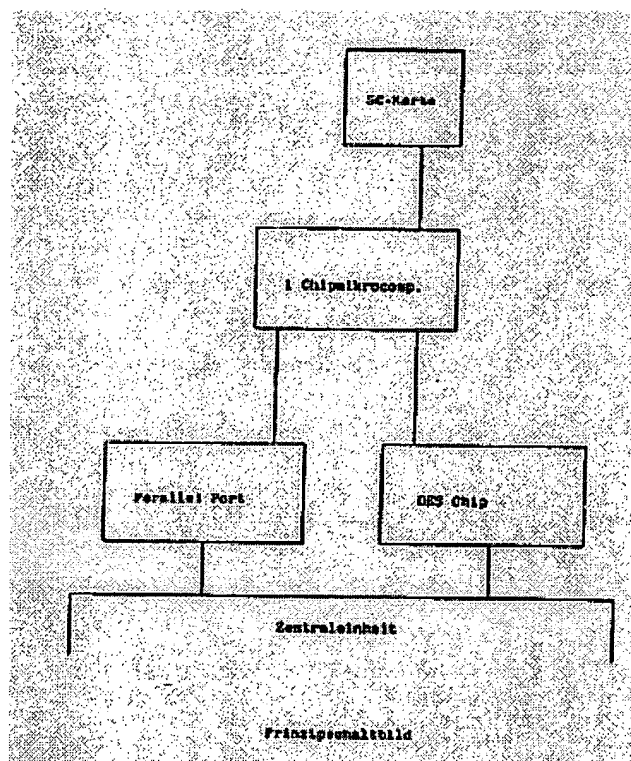 SC-Karte
1 Chipmikrocomp.
Parallel Port
DES Chip
Zentraleinheit
Prinzipschaltbild